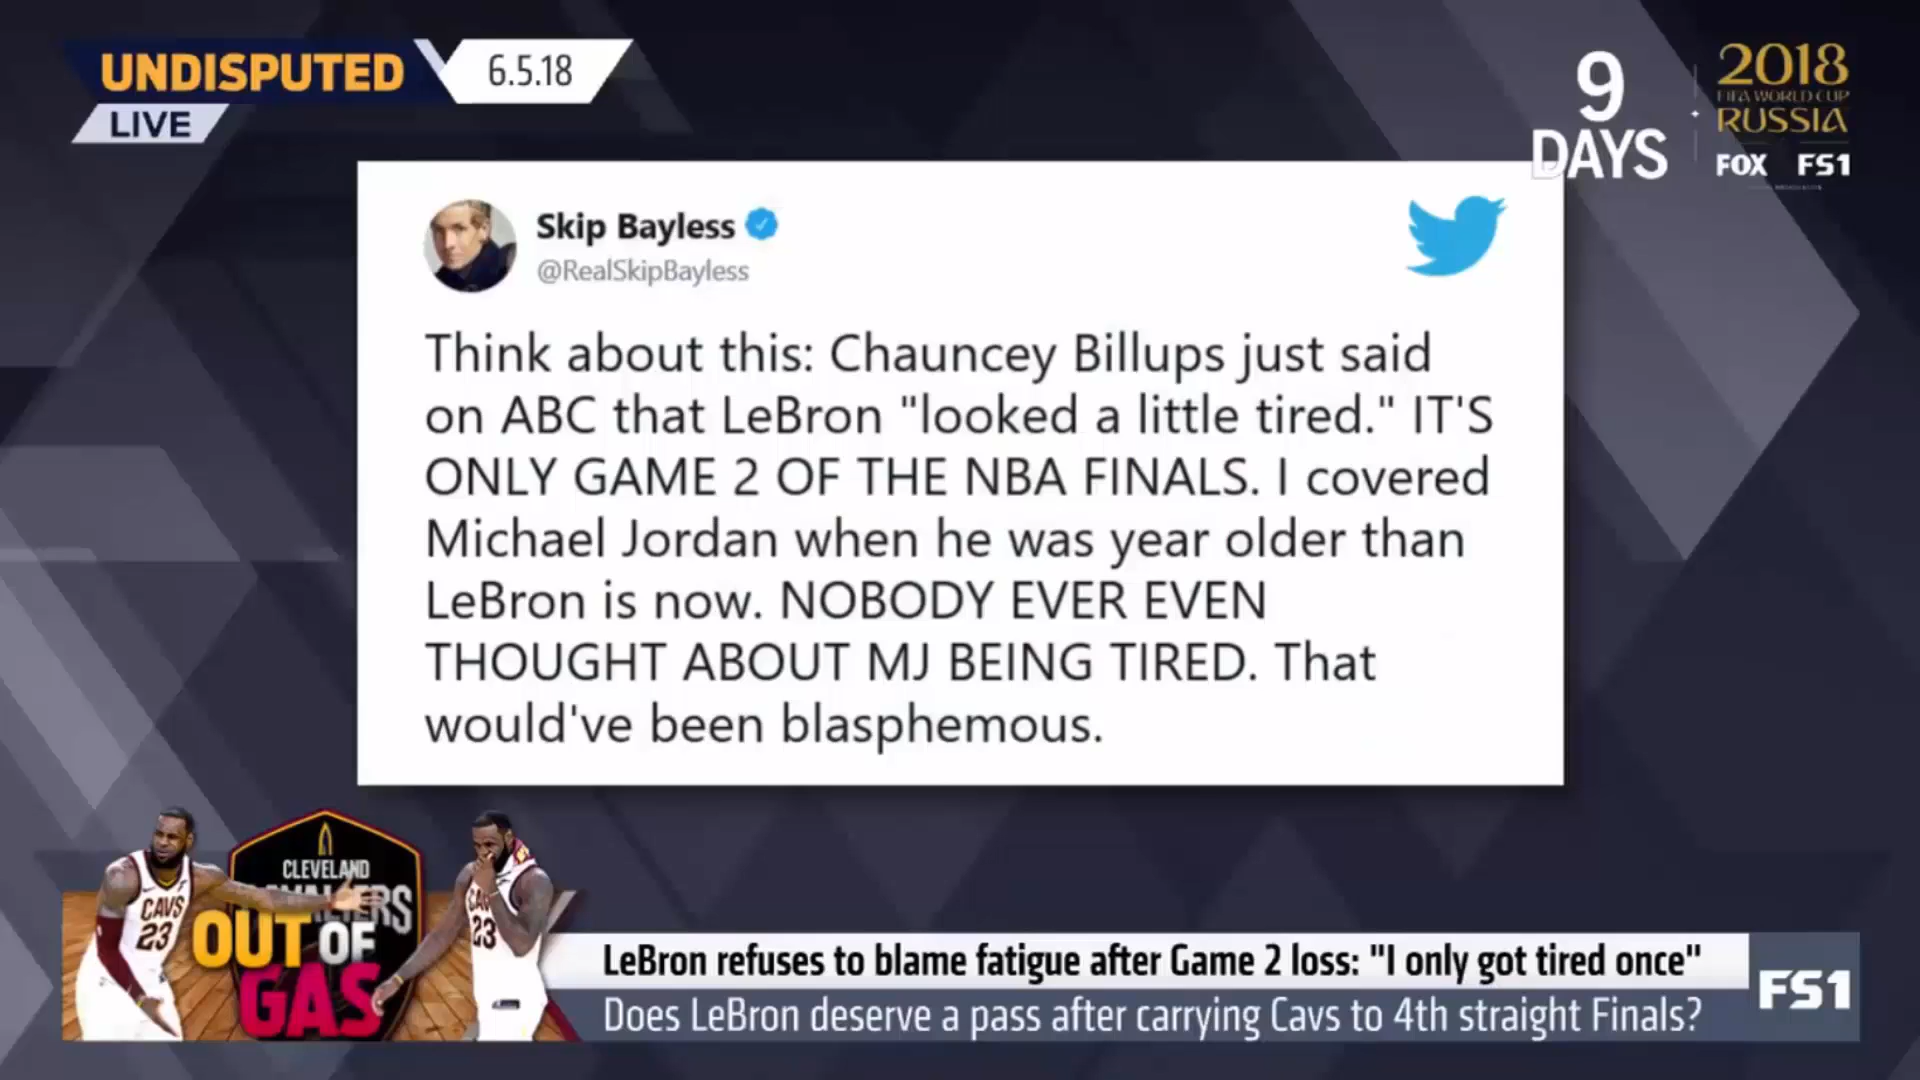 UNDISPUTED
6.5.18
LIVE
9
DAYS
2018
FIFA WORLD CUP
RUSSIA
FOX FS1
Skip Bayless
@RealSkipBayless
Think about this: Chauncey Billups just said
on ABC that LeBron "looked a little tired." IT'S
ONLY GAME 2 OF THE NBA FINALS. I covered
Michael Jordan when he was year older than
LeBron is now. NOBODY EVER EVEN
THOUGHT ABOUT MJ BEING TIRED. That
would've been blasphemous.
CLEVELAND
CAVS
23
23
OUT OF
GAS
LeBron refuses to blame fatigue after Game 2 loss: "I only got tired once"
Does LeBron deserve a pass after carrying Cavs to 4th straight Finals?
FS1